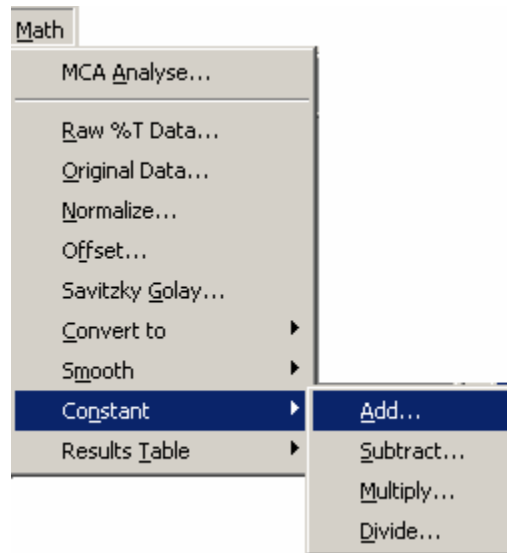 Math
MCA Analyse...
Raw %T Data...
Original Data...
Normalize...
Offset...
Savitzky Golay...
Convert to
Smooth
Constant
Add...
Results Table
Subtract...
Multiply...
Divide...